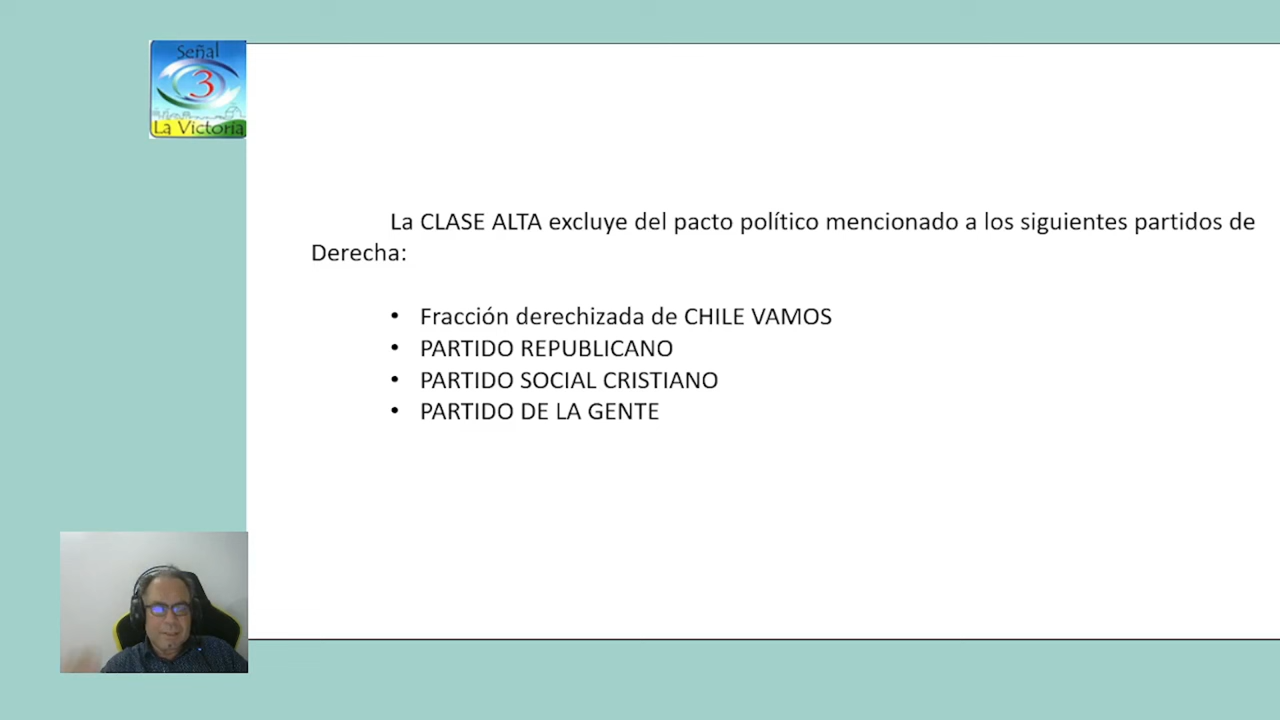 Señal
3
La Victoria
La CLASE ALTA excluye del pacto político mencionado a los siguientes partidos de
Derecha:
• Fracción derechizada de CHILE VAMOS
• PARTIDO REPUBLICANO
• PARTIDO SOCIAL CRISTIANO
• PARTIDO DE LA GENTE